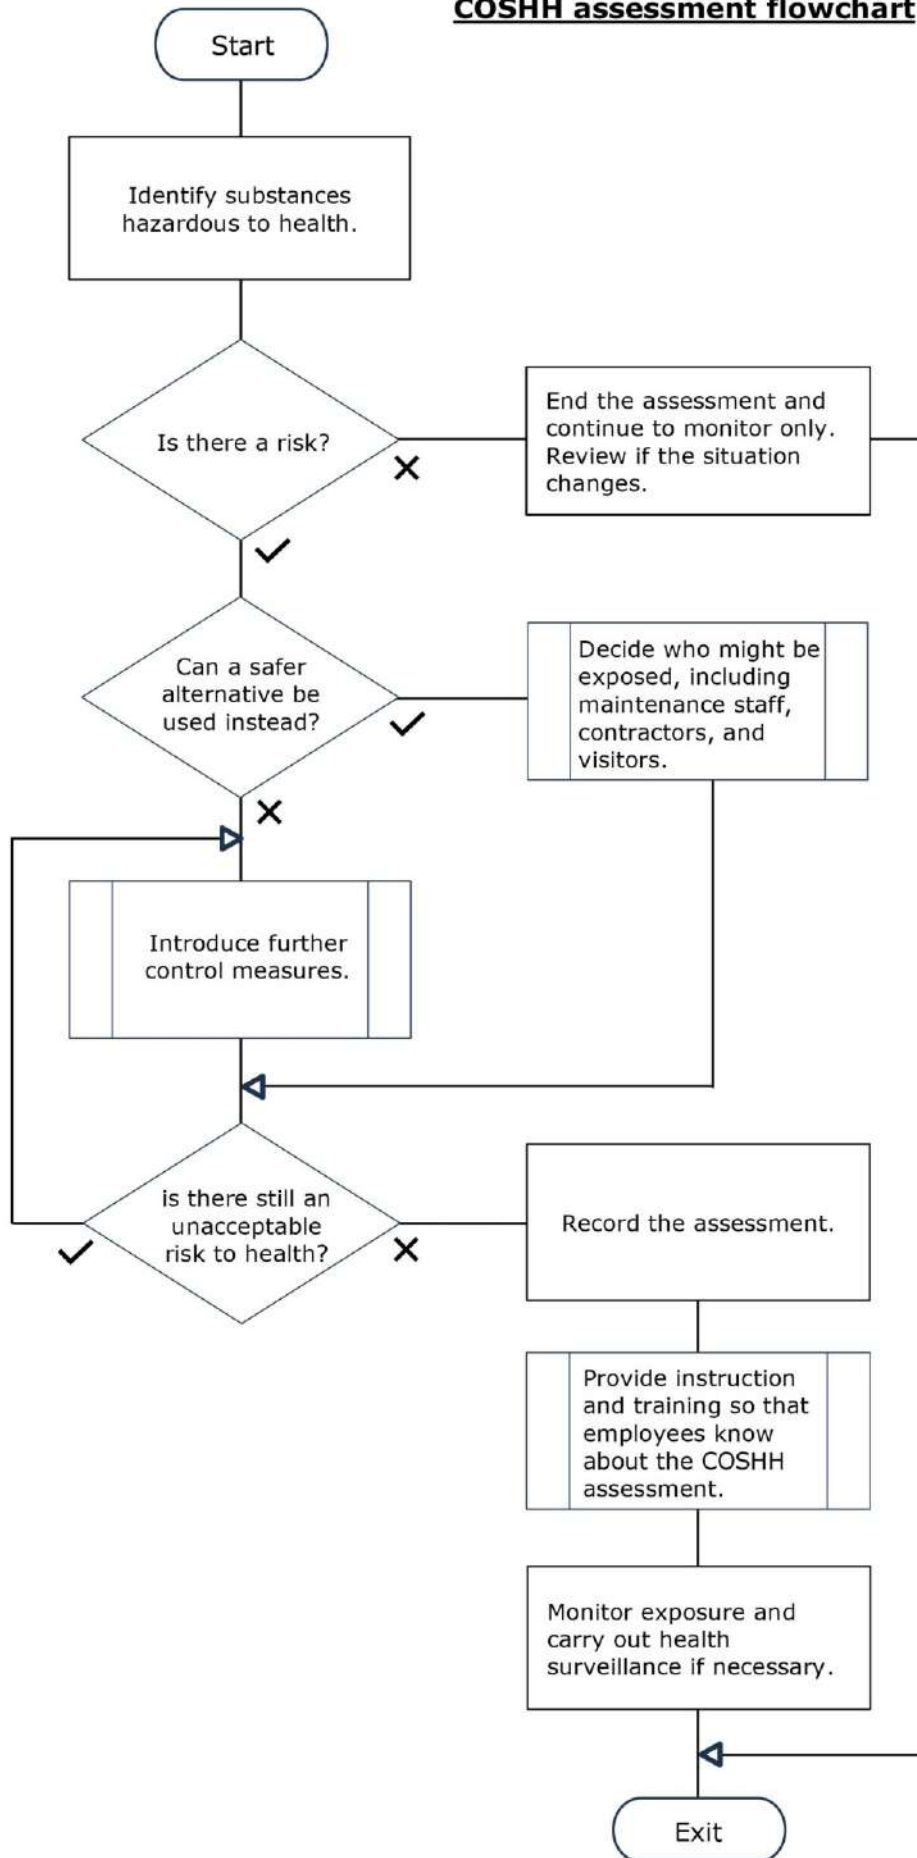 COSHH assessment flowchart
Start
Identify substances
hazardous to health.
Is there a risk?
End the assessment and
continue to monitor only.
Review if the situation
changes.
Can a safer
alternative be
used instead?
Decide who might be
exposed, including
maintenance staff,
contractors, and
visitors.
Introduce further
control measures.
is there still an
unacceptable
risk to health?
Record the assessment.
Provide instruction
and training so that
employees know
about the COSHH
assessment.
Monitor exposure and
carry out health
surveillance if necessary.
Exit